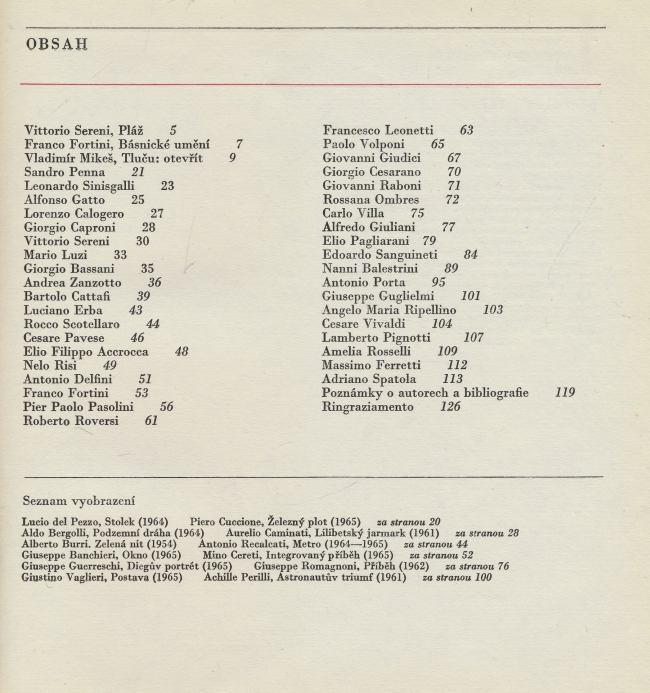 OBSAH
Vittorio Sereni, Pláž 5
Franco Fortini, Básnické umění 7
Vladimír Mikeš, Tluču: otevřít 9
Sandro Penna 21
Leonardo Sinisgalli 23
Alfonso Gatto 25
Lorenzo Calogero 27
Giorgio Caproni 28
Vittorio Sereni 30
Mario Luzi 33
Giorgio Bassani 35
Andrea Zanzotto 36
Bartolo Cattafi 39
Luciano Erba 43
Rocco Scotellaro 44
Cesare Pavese 46
Elio Filippo Accrocca 48
Nelo Risi 49
Antonio Delfini 51
Franco Fortini 53
Pier Paolo Pasolini 56
Roberto Roversi 61
Francesco Leonetti 63
Paolo Volponi 65
Giovanni Giudici 67
Giorgio Cesarano 70
Giovanni Raboni 71
Rossana Ombres 72
Carlo Villa 75
Alfredo Giuliani 77
Elio Pagliarani 79
Edoardo Sanguineti 84
Nanni Balestrini 89
Antonio Porta 95
Giuseppe Guglielmi 101
Angelo Maria Ripellino 103
Cesare Vivaldi 104
Lamberto Pignotti 107
Amelia Rosselli 109
Massimo Ferretti 112
Adriano Spatola 113
Poznámky o autorech a bibliografie 119
Ringraziamento 126
Seznam vyobrazení
Lucio del Pezzo, Stolek (1964) Piero Cuccione, Železný plot (1965) za stranou 20
Aldo Bergolli, Podzemní dráha (1964) Aurelio Caminati, Lilibetský jarmark (1961) za stranou 28
Alberto Burri. Zelená nit (1954) Antonio Recalcati, Metro (1964—1965) za stranou 44
Giuseppe Banchieri, Okno (1965) Mino Cereti, Integrovaný příběh (1965) za stranou 52
Giuseppe Guerreschi, Diegův portrét (1965) Giuseppe Romagnoni, Příběh (1962) za stranou 76
Giustino Vaglieri, Postava (1965) Achille Perilli, Astronautův triumf (1961) za stranou 100